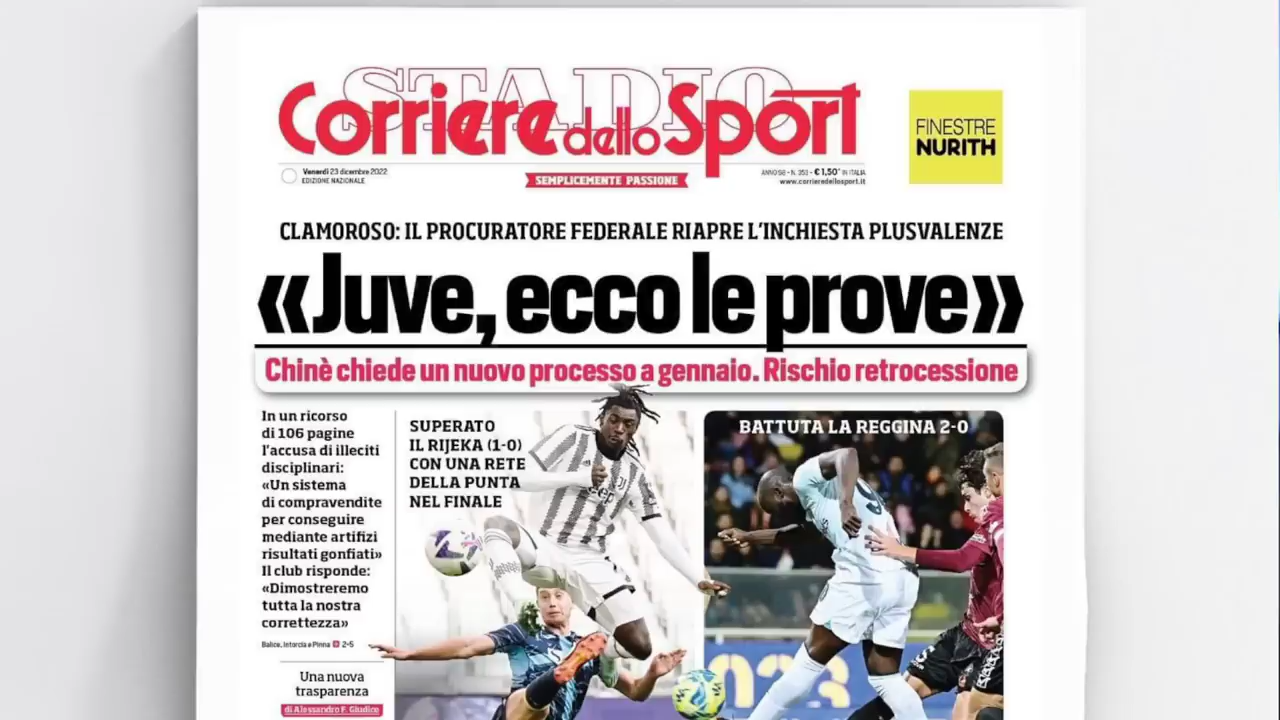 STADIO
Corriere dello Sport
FINESTRE
NURITH
Venerdì 23 dicembre 2022
EDIZIONE NAZIONALE
SEMPLICEMENTE PASSIONE
€ 1,50* IN ITALIA
www.corrieredellosport.it
CLAMOROSO: IL PROCURATORE FEDERALE RIAPRE L'INCHIESTA PLUSVALENZE
«Juve, ecco le prove»
Chinè chiede un nuovo processo a gennaio. Rischio retrocessione
In un ricorso
di 106 pagine
l'accusa di illeciti
disciplinari:
«Un sistema
di compravendite
per conseguire
mediante artifizi
risultati gonfiati»
Il club risponde:
«Dimostreremo
tutta la nostra
correttezza»
Balice, Intorcia e Pinna 2-5
Una nuova
trasparenza
di Alessandro F. Giudice
SUPERATO
IL RIJEKA (1-0)
CON UNA RETE
DELLA PUNTA
NEL FINALE
Jeep
BATTUTA LA REGGINA 2-0